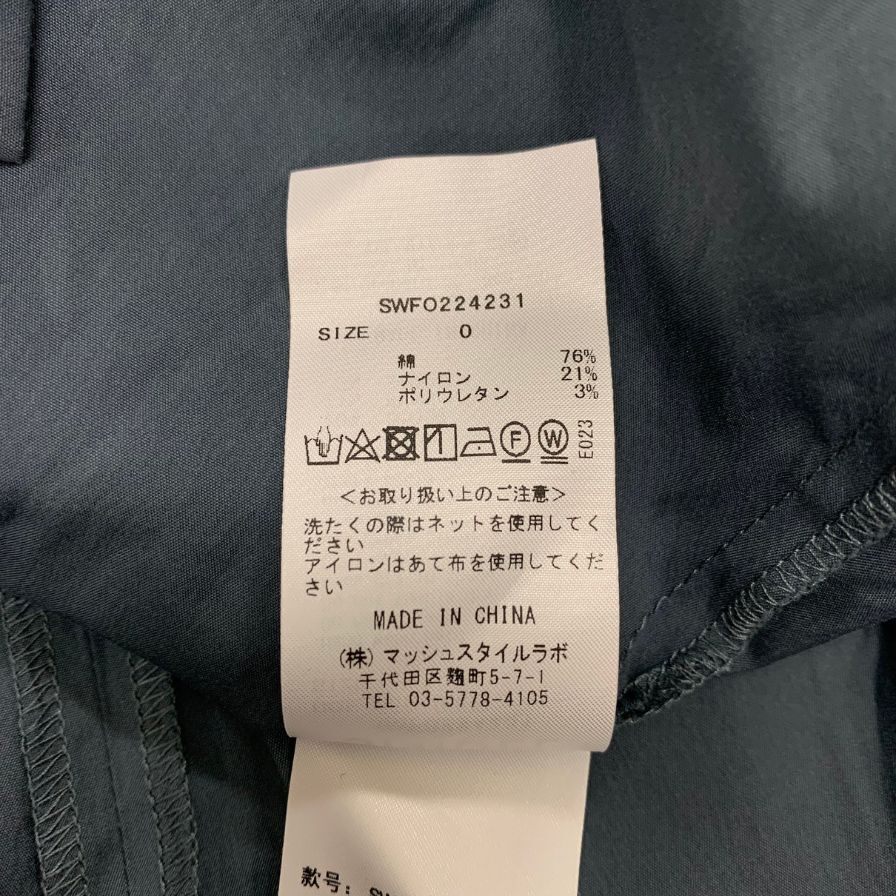 SWFO224231
SIZE 0
綿 76%
ナイロン 21%
ポリウレタン 3%
F W E023
<お取り扱い上のご注意>
洗たくの際はネットを使用してく
ださい
アイロンはあて布を使用してくだ
さい
MADE IN CHINA
(株) マッシュスタイルラボ
千代田区麹町5-7-1
TEL 03-5778-4105
款号: